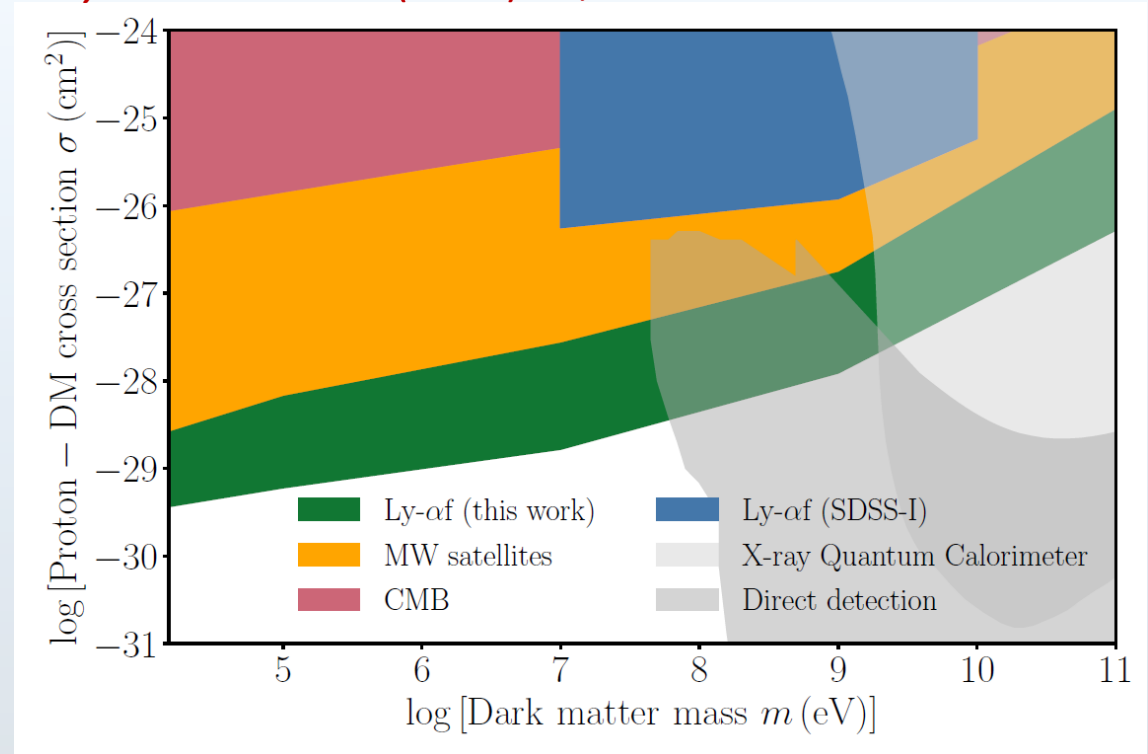 log [Proton − DM cross section σ (cm²)]
−24
−25
−26
−27
−28
−29
−30
−31
Ly-αf (this work)
MW satellites
CMB
Ly-αf (SDSS-I)
X-ray Quantum Calorimeter
Direct detection
5 6 7 8 9 10 11
log [Dark matter mass m (eV)]